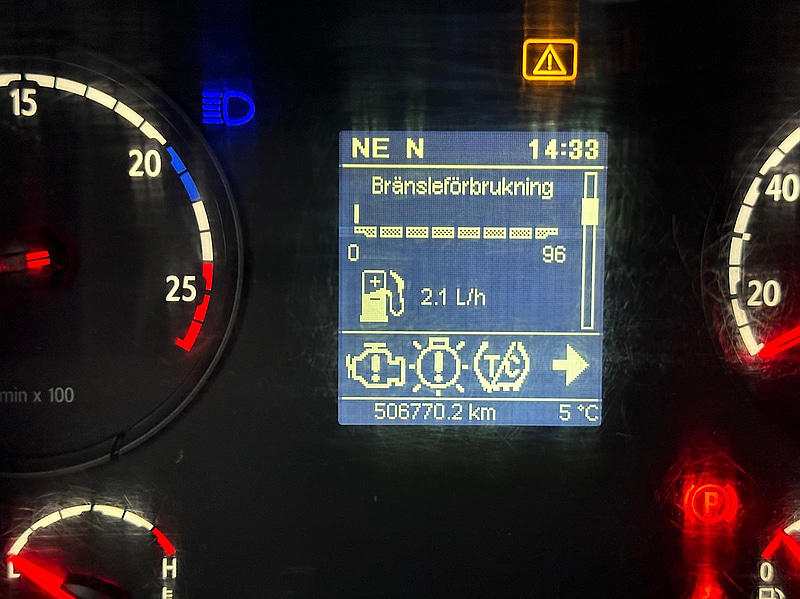 15
20
25
min x 100
NE N 14:33
Bränsleförbrukning
0 96
2.1 L/h
T/C
506770.2 km 5 °C
40
20
P
H
0